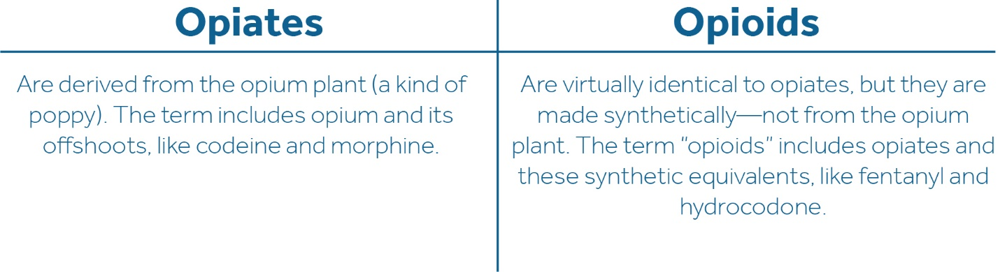 Opiates
Are derived from the opium plant (a kind of
poppy). The term includes opium and its
offshoots, like codeine and morphine.
Opioids
Are virtually identical to opiates, but they are
made synthetically—not from the opium
plant. The term “opioids” includes opiates and
these synthetic equivalents, like fentanyl and
hydrocodone.